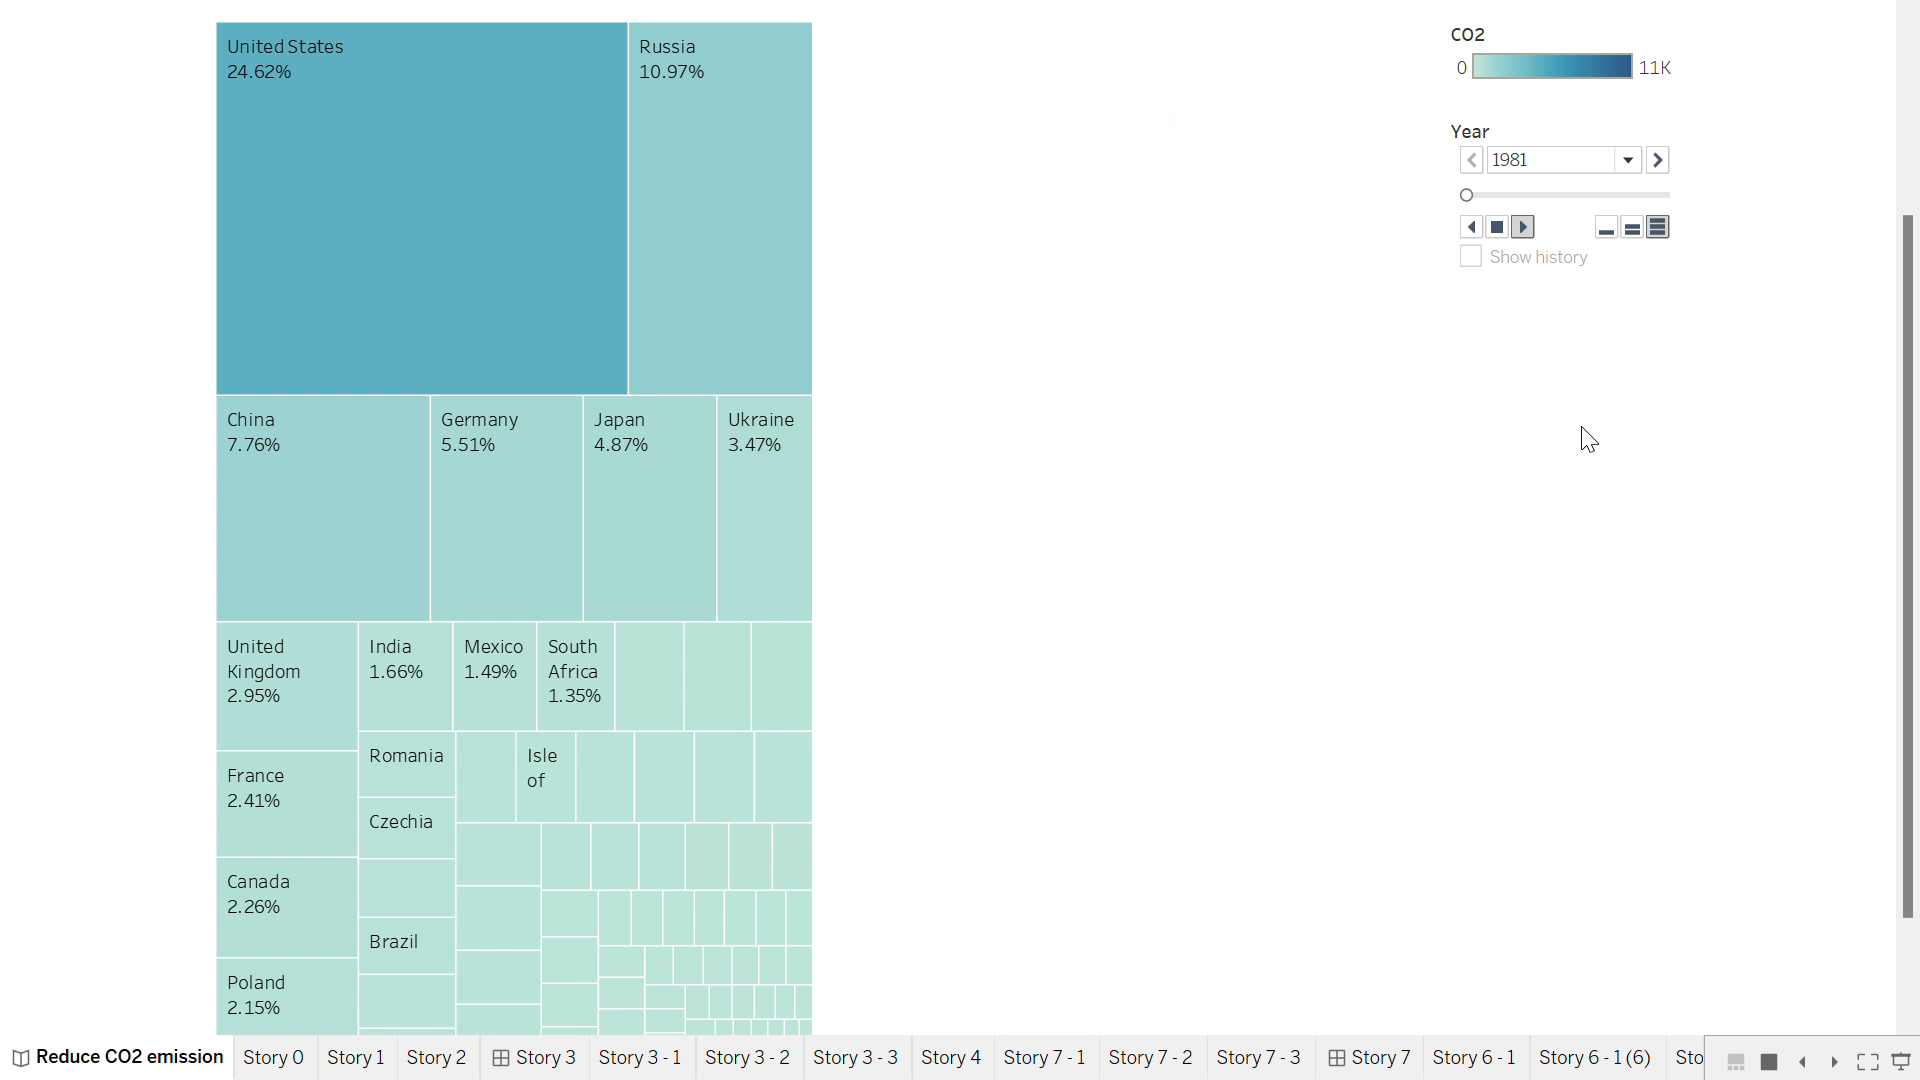 United States
24.62%
Russia
10.97%
China
7.76%
Germany
5.51%
Japan
4.87%
Ukraine
3.47%
United
Kingdom
2.95%
India
1.66%
Mexico
1.49%
South
Africa
1.35%
Romania
Isle
of
France
2.41%
Czechia
Canada
2.26%
Brazil
Poland
2.15%
CO2
0 11K
Year
1981
Show history
Reduce CO2 emission Story 0 Story 1 Story 2 Story 3 Story 3 - 1 Story 3 - 2 Story 3 - 3 Story 4 Story 7 - 1 Story 7 - 2 Story 7 - 3 Story 7 Story 6 - 1 Story 6 - 1 (6) Sto